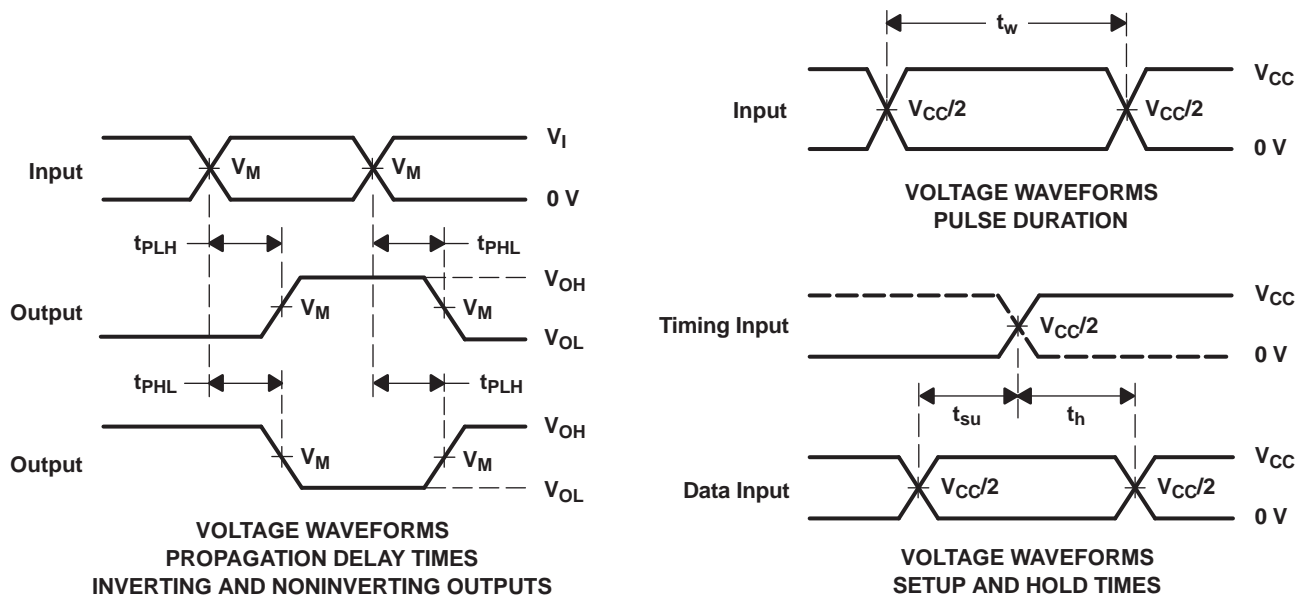 Input
V_I
V_M
V_M
0 V
t_PLH
t_PHL
Output
V_OH
V_M
V_M
V_OL
t_PHL
t_PLH
Output
V_OH
V_M
V_M
V_OL
VOLTAGE WAVEFORMS
PROPAGATION DELAY TIMES
INVERTING AND NONINVERTING OUTPUTS
t_w
Input
V_CC
V_CC/2
V_CC/2
0 V
VOLTAGE WAVEFORMS
PULSE DURATION
Timing Input
V_CC
V_CC/2
0 V
t_su
t_h
Data Input
V_CC
V_CC/2
V_CC/2
0 V
VOLTAGE WAVEFORMS
SETUP AND HOLD TIMES